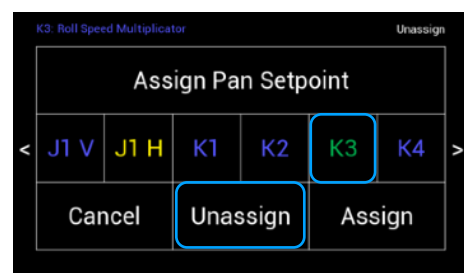 K3: Roll Speed Multiplicator Unassign
Assign Pan Setpoint
< J1 V J1 H K1 K2 K3 K4 >
Cancel Unassign Assign